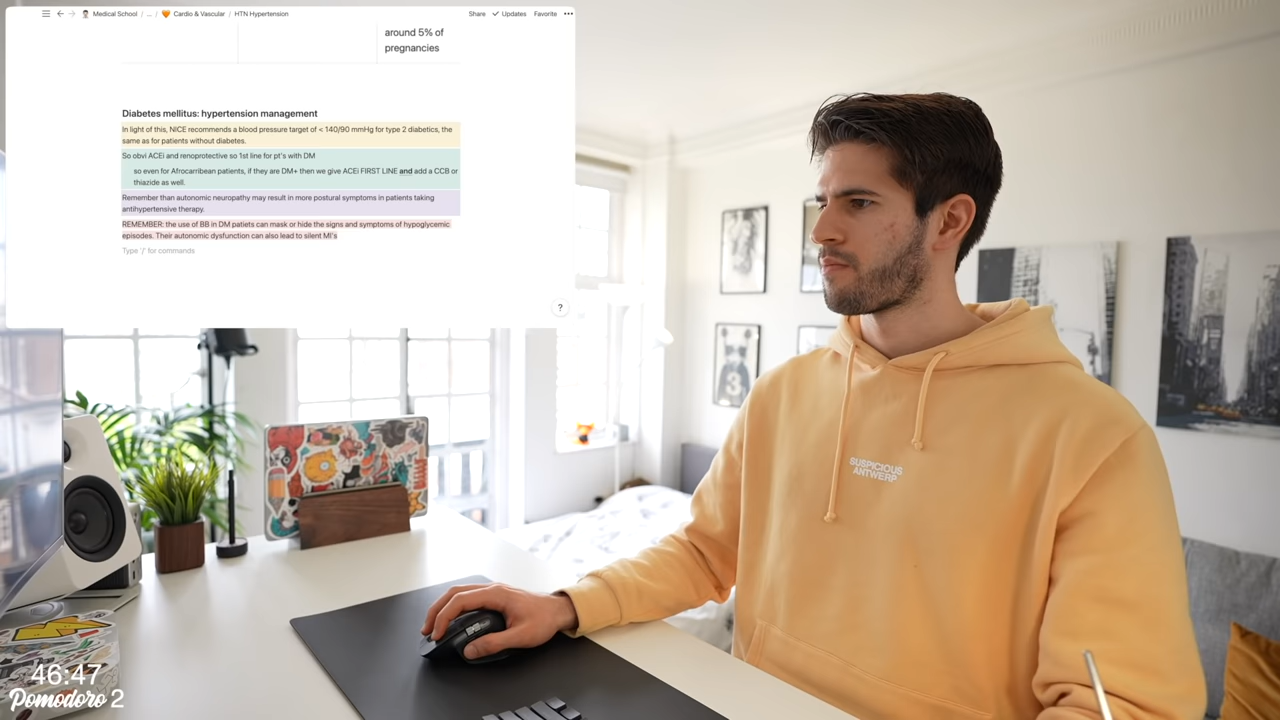 Medical School / ... / Cardio & Vascular / HTN Hypertension
Share Updates Favorite
around 5% of
pregnancies
Diabetes mellitus: hypertension management
In light of this, NICE recommends a blood pressure target of < 140/90 mmHg for type 2 diabetics, the
same as for patients without diabetes.
So obvi ACEi and renoprotective so 1st line for pt's with DM
so even for Afrocarribean patients, if they are DM+ then we give ACEi FIRST LINE and add a CCB or
thiazide as well.
Remember than autonomic neuropathy may result in more postural symptoms in patients taking
antihypertensive therapy.
REMEMBER: the use of BB in DM patiets can mask or hide the signs and symptoms of hypoglycemic
episodes. Their autonomic dysfunction can also lead to silent MI's
Type '/' for commands
?
3
SUSPICIOUS
ANTWERP
46:47
Pomodoro 2